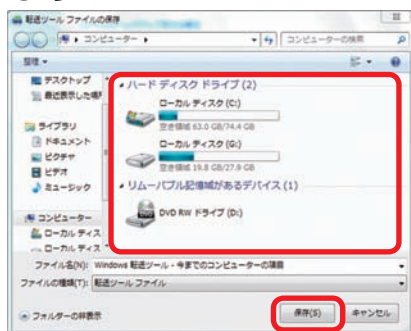 転送ツール ファイルの保存
コンピューター
コンピューターの検索
整理
デスクトップ
最近表示した場
ライブラリ
ドキュメント
ピクチャ
ビデオ
ミュージック
コンピューター
ローカル ディス
ローカル ディス
ハード ディスク ドライブ (2)
ローカル ディスク (C:)
空き領域 63.0 GB/74.4 GB
ローカル ディスク (G:)
空き領域 19.8 GB/27.9 GB
リムーバブル記憶域があるデバイス (1)
DVD RW ドライブ (D:)
ファイル名(N): Windows 転送ツール - 今までのコンピューターの項目
ファイルの種類(T): 転送ツール ファイル
フォルダーの非表示
保存(S)
キャンセル